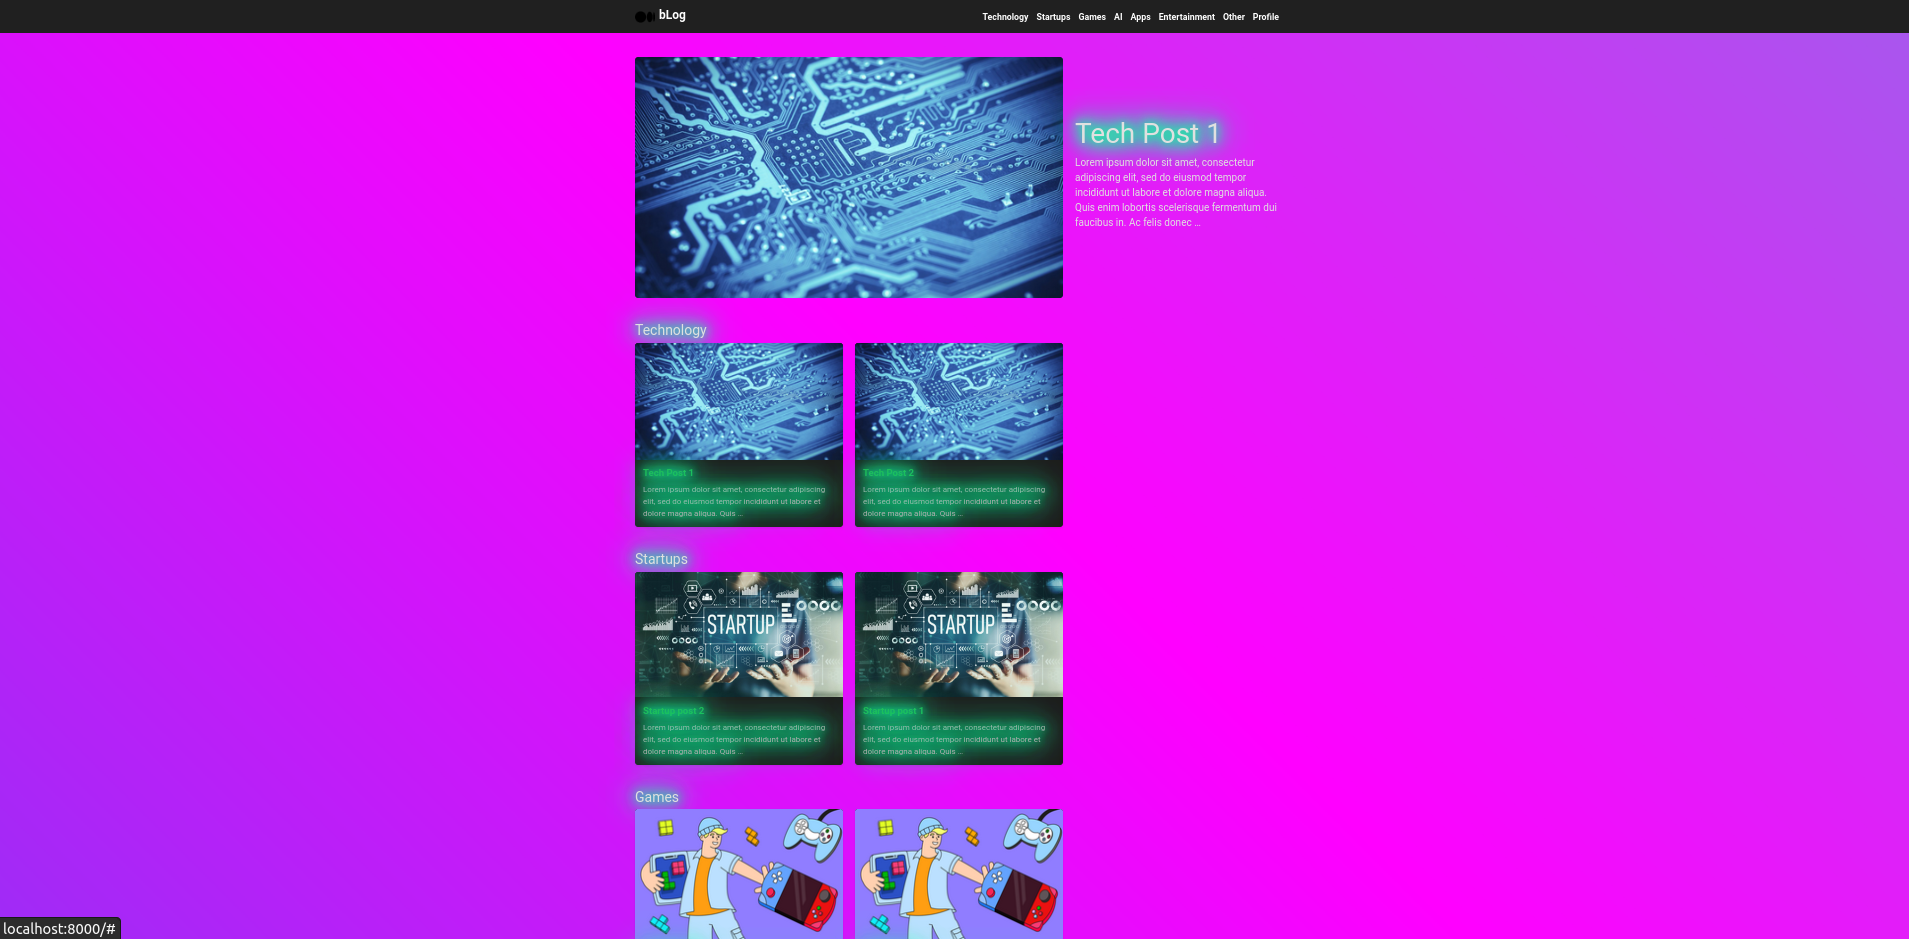 bLog
Technology Startups Games AI Apps Entertainment Other Profile
Tech Post 1
Lorem ipsum dolor sit amet, consectetur
adipiscing elit, sed do eiusmod tempor
incididunt ut labore et dolore magna aliqua.
Quis enim lobortis scelerisque fermentum dui
faucibus in. Ac felis donec ...
Technology
Tech Post 1
Lorem ipsum dolor sit amet, consectetur adipiscing
elit, sed do eiusmod tempor incididunt ut labore et
dolore magna aliqua. Quis ...
Tech Post 2
Lorem ipsum dolor sit amet, consectetur adipiscing
elit, sed do eiusmod tempor incididunt ut labore et
dolore magna aliqua. Quis ...
Startups
STARTUP
Startup post 2
Lorem ipsum dolor sit amet, consectetur adipiscing
elit, sed do eiusmod tempor incididunt ut labore et
dolore magna aliqua. Quis ...
STARTUP
Startup post 1
Lorem ipsum dolor sit amet, consectetur adipiscing
elit, sed do eiusmod tempor incididunt ut labore et
dolore magna aliqua. Quis ...
Games
localhost:8000/#